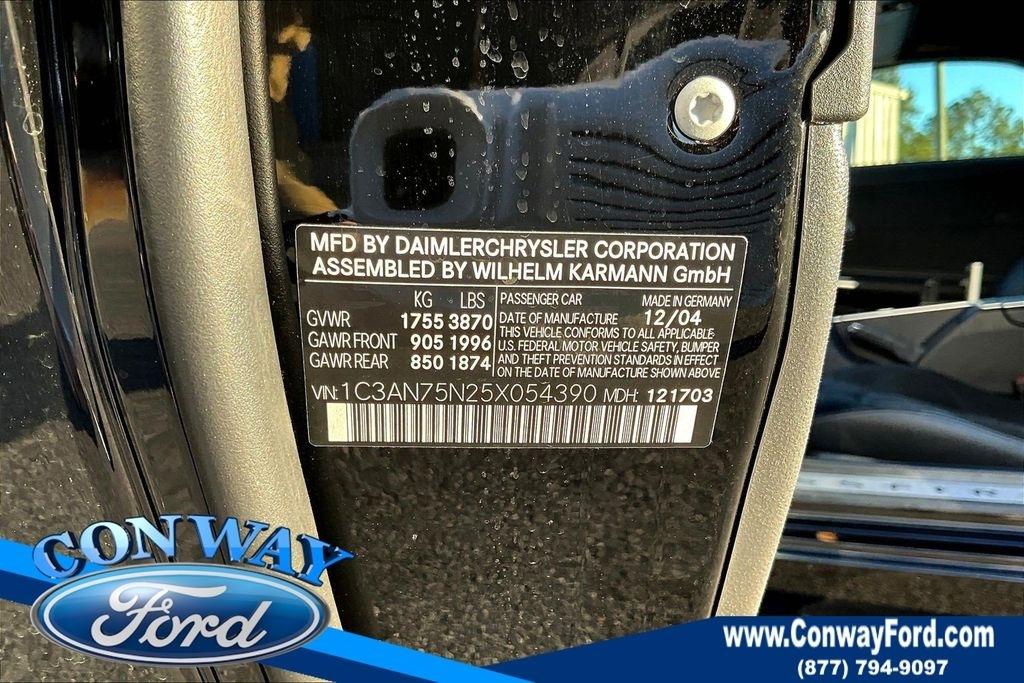 MFD BY DAIMLERCHRYSLER CORPORATION
ASSEMBLED BY WILHELM KARMANN GmbH
KG LBS
GVWR 1755 3870
GAWR FRONT 905 1996
GAWR REAR 850 1874
PASSENGER CAR MADE IN GERMANY
DATE OF MANUFACTURE 12/04
THIS VEHICLE CONFORMS TO ALL APPLICABLE
U.S. FEDERAL MOTOR VEHICLE SAFETY, BUMPER
AND THEFT PREVENTION STANDARDS IN EFFECT
ON THE DATE OF MANUFACTURE SHOWN ABOVE
VIN: 1C3AN75N25X054390 MDH: 121703
CONWAY
Ford
www.ConwayFord.com
(877) 794-9097